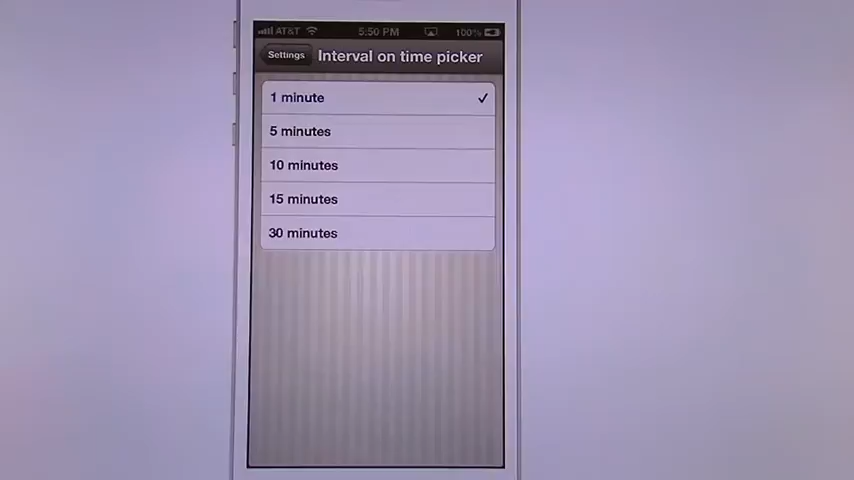 AT&T 5:50 PM 100%
Settings Interval on time picker
1 minute
5 minutes
10 minutes
15 minutes
30 minutes